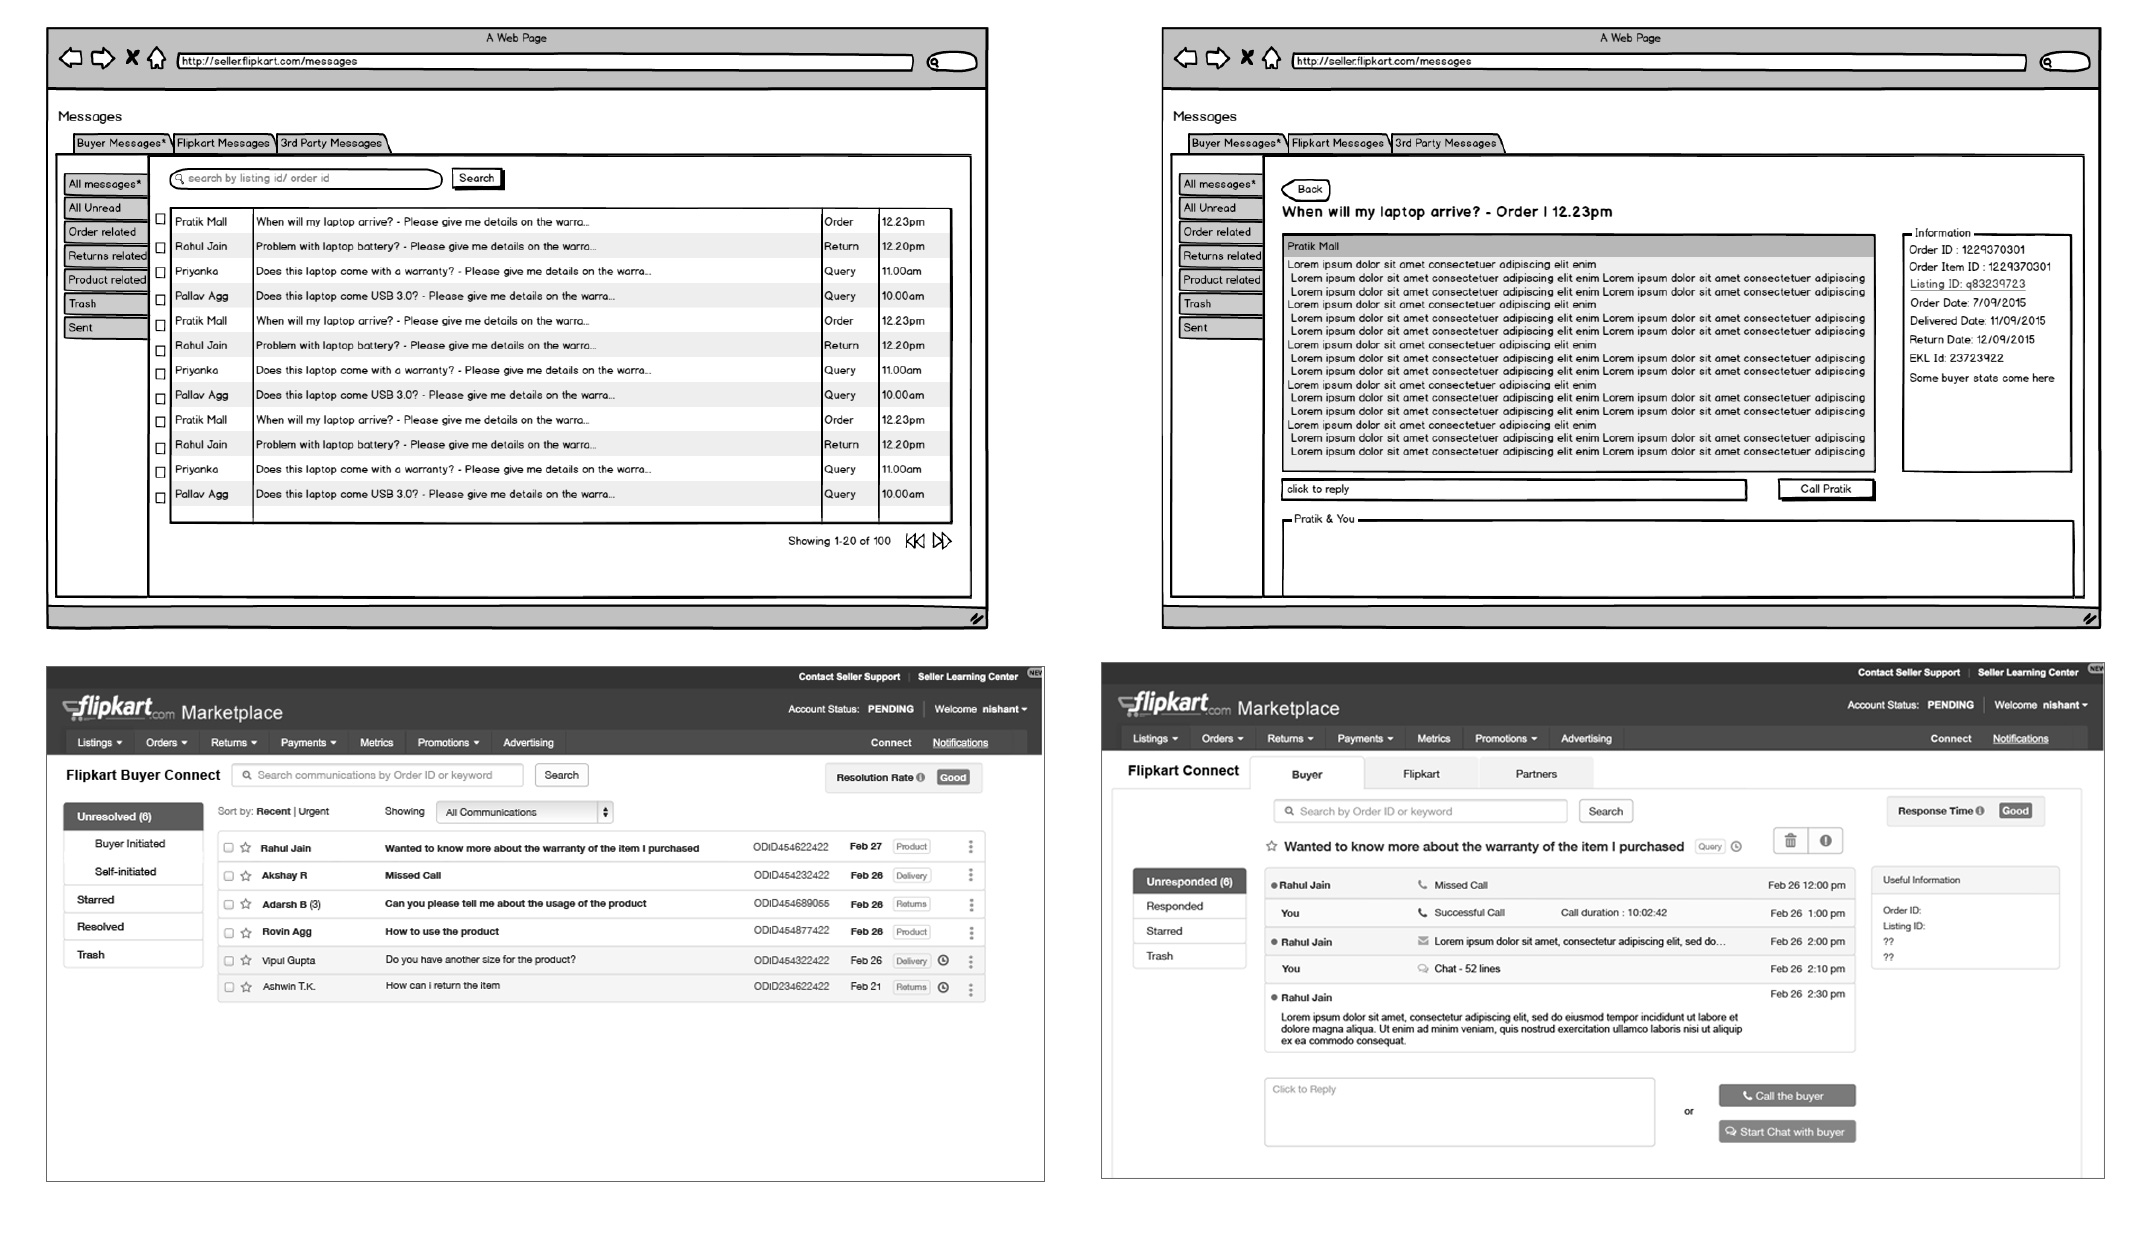 A Web Page
http://seller.flipkart.com/messages
Messages
Buyer Messages* Flipkart Messages 3rd Party Messages
All messages*
All Unread
Order related
Returns related
Product related
Trash
Sent
search by listing id/ order id Search
Pratik Mall When will my laptop arrive? - Please give me details on the warra... Order 12.23pm
Rahul Jain Problem with laptop battery? - Please give me details on the warra... Return 12.20pm
Priyanka Does this laptop come with a warranty? - Please give me details on the warra... Query 11.00am
Pallav Agg Does this laptop come USB 3.0? - Please give me details on the warra... Query 10.00am
Pratik Mall When will my laptop arrive? - Please give me details on the warra... Order 12.23pm
Rahul Jain Problem with laptop battery? - Please give me details on the warra... Return 12.20pm
Priyanka Does this laptop come with a warranty? - Please give me details on the warra... Query 11.00am
Pallav Agg Does this laptop come USB 3.0? - Please give me details on the warra... Query 10.00am
Pratik Mall When will my laptop arrive? - Please give me details on the warra... Order 12.23pm
Rahul Jain Problem with laptop battery? - Please give me details on the warra... Return 12.20pm
Priyanka Does this laptop come with a warranty? - Please give me details on the warra... Query 11.00am
Pallav Agg Does this laptop come USB 3.0? - Please give me details on the warra... Query 10.00am
Showing 1-20 of 100
A Web Page
http://seller.flipkart.com/messages
Messages
Buyer Messages* Flipkart Messages 3rd Party Messages
All messages*
All Unread
Order related
Returns related
Product related
Trash
Sent
Back
When will my laptop arrive? - Order | 12.23pm
Pratik Mall
Lorem ipsum dolor sit amet consectetuer adipiscing elit enim
Lorem ipsum dolor sit amet consectetuer adipiscing elit enim Lorem ipsum dolor sit amet consectetuer adipiscing
Lorem ipsum dolor sit amet consectetuer adipiscing elit enim Lorem ipsum dolor sit amet consectetuer adipiscing
Lorem ipsum dolor sit amet consectetuer adipiscing elit enim
Lorem ipsum dolor sit amet consectetuer adipiscing elit enim Lorem ipsum dolor sit amet consectetuer adipiscing
Lorem ipsum dolor sit amet consectetuer adipiscing elit enim Lorem ipsum dolor sit amet consectetuer adipiscing
Lorem ipsum dolor sit amet consectetuer adipiscing elit enim
Lorem ipsum dolor sit amet consectetuer adipiscing elit enim Lorem ipsum dolor sit amet consectetuer adipiscing
Lorem ipsum dolor sit amet consectetuer adipiscing elit enim Lorem ipsum dolor sit amet consectetuer adipiscing
Lorem ipsum dolor sit amet consectetuer adipiscing elit enim
Lorem ipsum dolor sit amet consectetuer adipiscing elit enim Lorem ipsum dolor sit amet consectetuer adipiscing
Lorem ipsum dolor sit amet consectetuer adipiscing elit enim Lorem ipsum dolor sit amet consectetuer adipiscing
Lorem ipsum dolor sit amet consectetuer adipiscing elit enim
Lorem ipsum dolor sit amet consectetuer adipiscing elit enim Lorem ipsum dolor sit amet consectetuer adipiscing
Lorem ipsum dolor sit amet consectetuer adipiscing elit enim Lorem ipsum dolor sit amet consectetuer adipiscing
Information
Order ID : 1229370301
Order Item ID : 1229370301
Listing ID: q83239723
Order Date: 7/09/2015
Delivered Date: 11/09/2015
Return Date: 12/09/2015
EKL Id: 23723922
Some buyer stats come here
click to reply Call Pratik
Pratik & You
Contact Seller Support Seller Learning Center NEW
flipkart.com Marketplace
Account Status: PENDING Welcome nishant
Listings Orders Returns Payments Metrics Promotions Advertising Connect Notifications
Flipkart Buyer Connect Search communications by Order ID or keyword Search Resolution Rate Good
Unresolved (6)
Buyer Initiated
Self-initiated
Starred
Resolved
Trash
Sort by: Recent | Urgent Showing All Communications
Rahul Jain Wanted to know more about the warranty of the item I purchased ODID454622422 Feb 27 Product
Akshay R Missed Call ODID454232422 Feb 26 Delivery
Adarsh B (3) Can you please tell me about the usage of the product ODID454689055 Feb 26 Returns
Rovin Agg How to use the product ODID454877422 Feb 26 Product
Vipul Gupta Do you have another size for the product? ODID454322422 Feb 26 Delivery
Ashwin T.K. How can i return the item ODID234622422 Feb 21 Returns
Contact Seller Support Seller Learning Center NEW
flipkart.com Marketplace
Account Status: PENDING Welcome nishant
Listings Orders Returns Payments Metrics Promotions Advertising Connect Notifications
Flipkart Connect Buyer Flipkart Partners
Search by Order ID or keyword Search Response Time Good
Wanted to know more about the warranty of the item I purchased Query
Unresponded (6)
Responded
Starred
Trash
Rahul Jain Missed Call Feb 26 12:00 pm
You Successful Call Call duration : 10:02:42 Feb 26 1:00 pm
Rahul Jain Lorem ipsum dolor sit amet, consectetur adipiscing elit, sed do... Feb 26 2:00 pm
You Chat - 52 lines Feb 26 2:10 pm
Rahul Jain Feb 26 2:30 pm
Lorem ipsum dolor sit amet, consectetur adipiscing elit, sed do eiusmod tempor incididunt ut labore et
dolore magna aliqua. Ut enim ad minim veniam, quis nostrud exercitation ullamco laboris nisi ut aliquip
ex ea commodo consequat.
Useful Information
Order ID:
Listing ID:
??
??
Click to Reply
or
Call the buyer
Start Chat with buyer